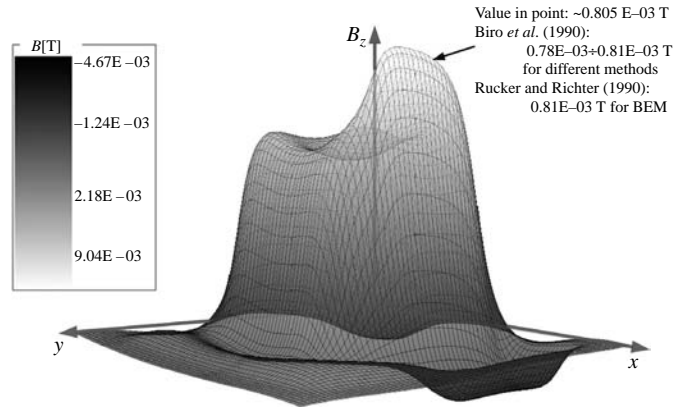 Value in point: ~0.805 E–03 T
Biro et al. (1990):
0.78E–03÷0.81E–03 T
for different methods
Rucker and Richter (1990):
0.81E–03 T for BEM
B[T]
–4.67E –03
–1.24E –03
2.18E –03
9.04E –03
Bz
y
x